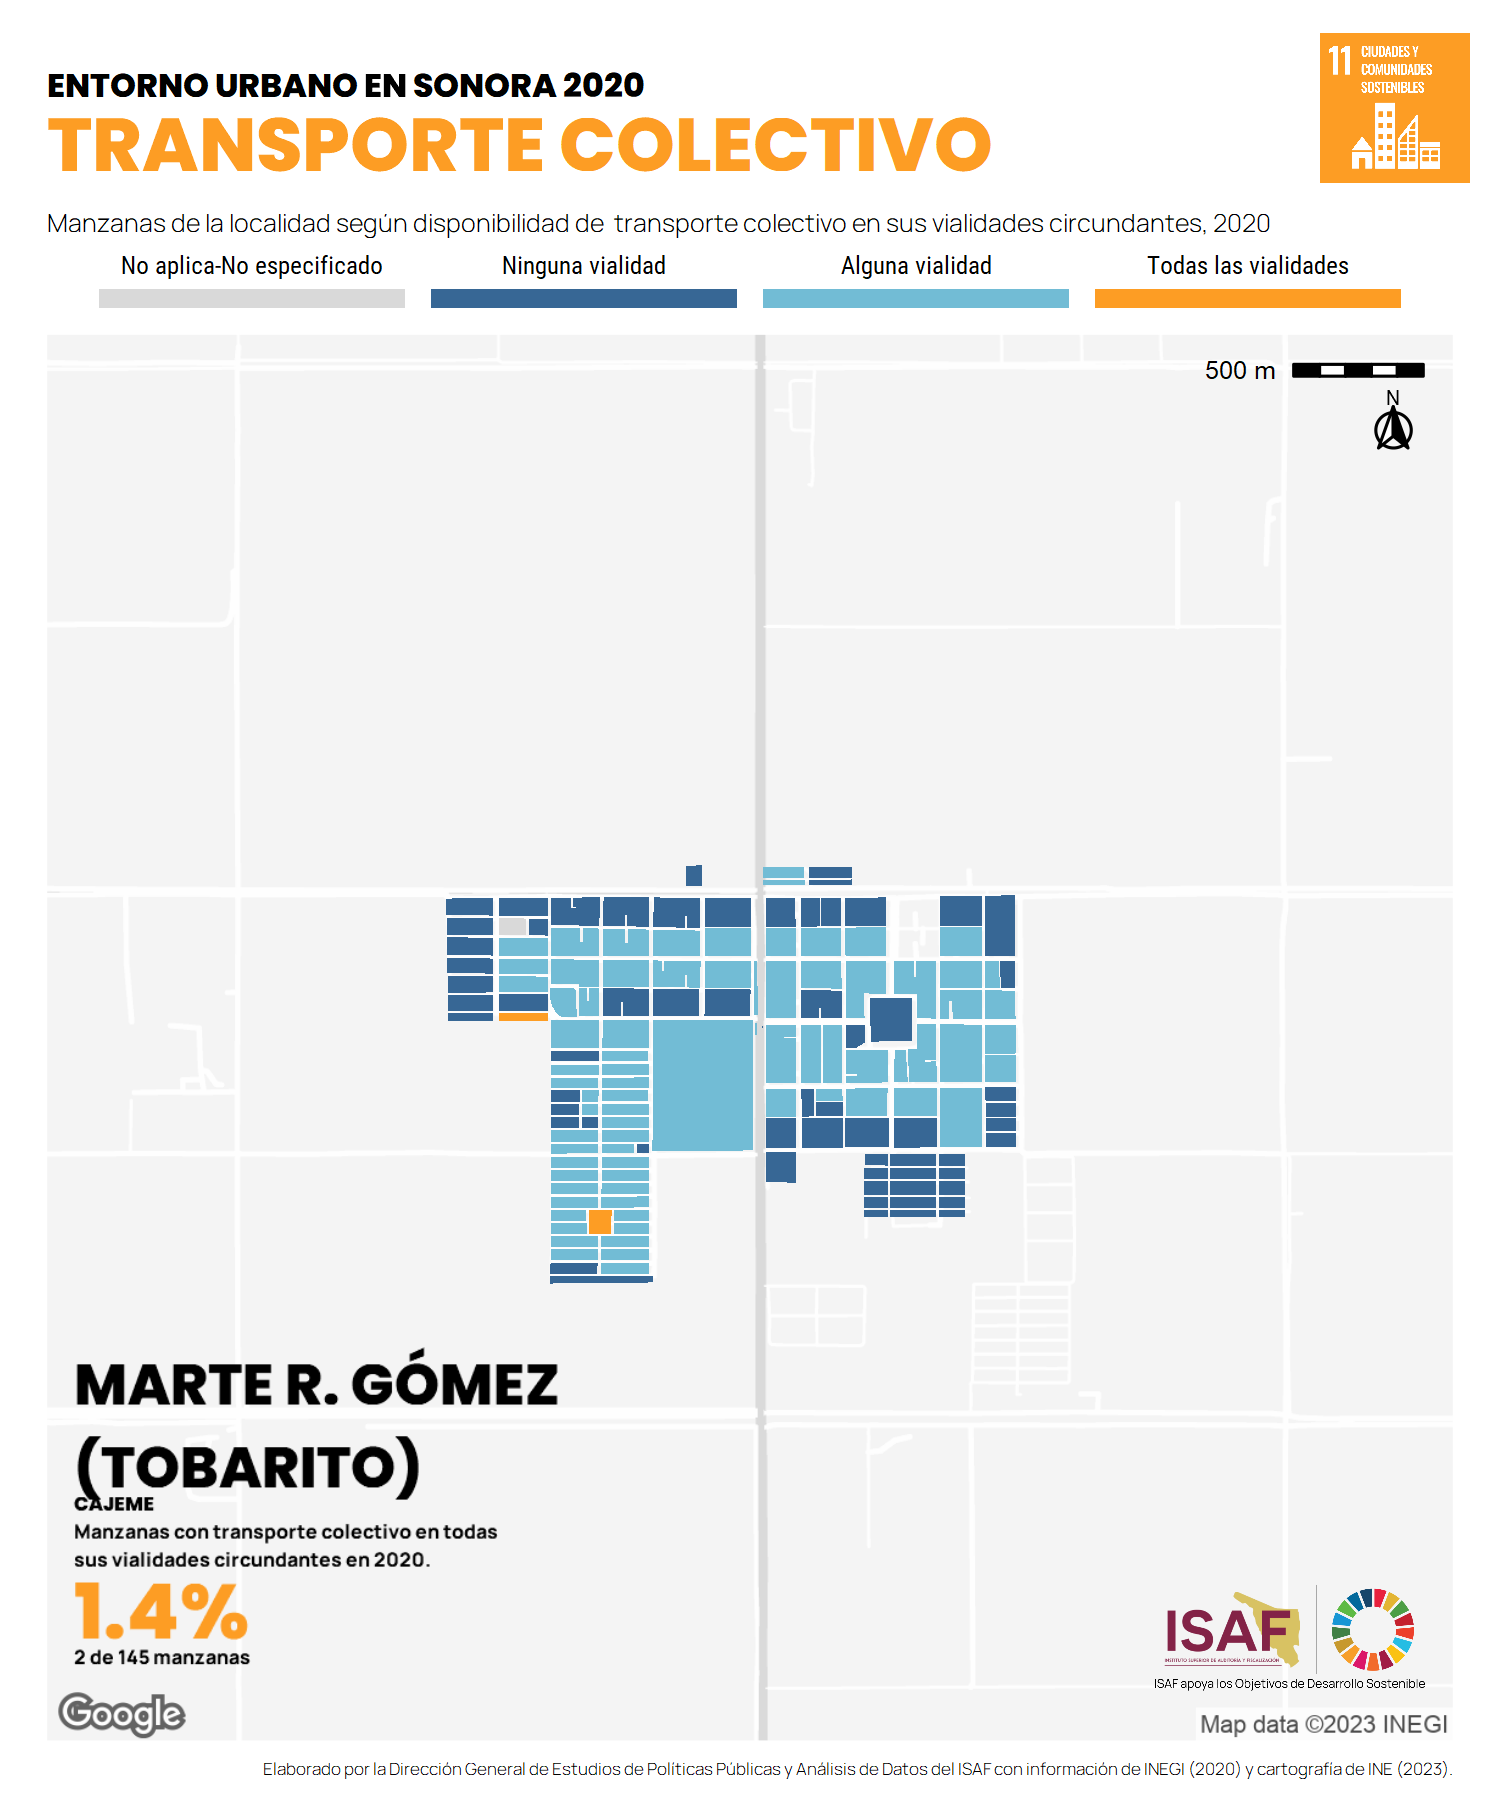 ENTORNO URBANO EN SONORA 2020
TRANSPORTE COLECTIVO
11 CIUDADES Y
COMUNIDADES
SOSTENIBLES
Manzanas de la localidad según disponibilidad de transporte colectivo en sus vialidades circundantes, 2020
No aplica-No especificado
Ninguna vialidad
Alguna vialidad
Todas las vialidades
500 m
N
MARTE R. GÓMEZ
(TOBARITO)
CAJEME
Manzanas con transporte colectivo en todas
sus vialidades circundantes en 2020.
1.4%
2 de 145 manzanas
ISAF
INSTITUTO SUPERIOR DE AUDITORÍA Y FISCALIZACIÓN
ISAF apoya los Objetivos de Desarrollo Sostenible
Google
Map data ©2023 INEGI
Elaborado por la Dirección General de Estudios de Políticas Públicas y Análisis de Datos del ISAF con información de INEGI (2020) y cartografía de INE (2023).